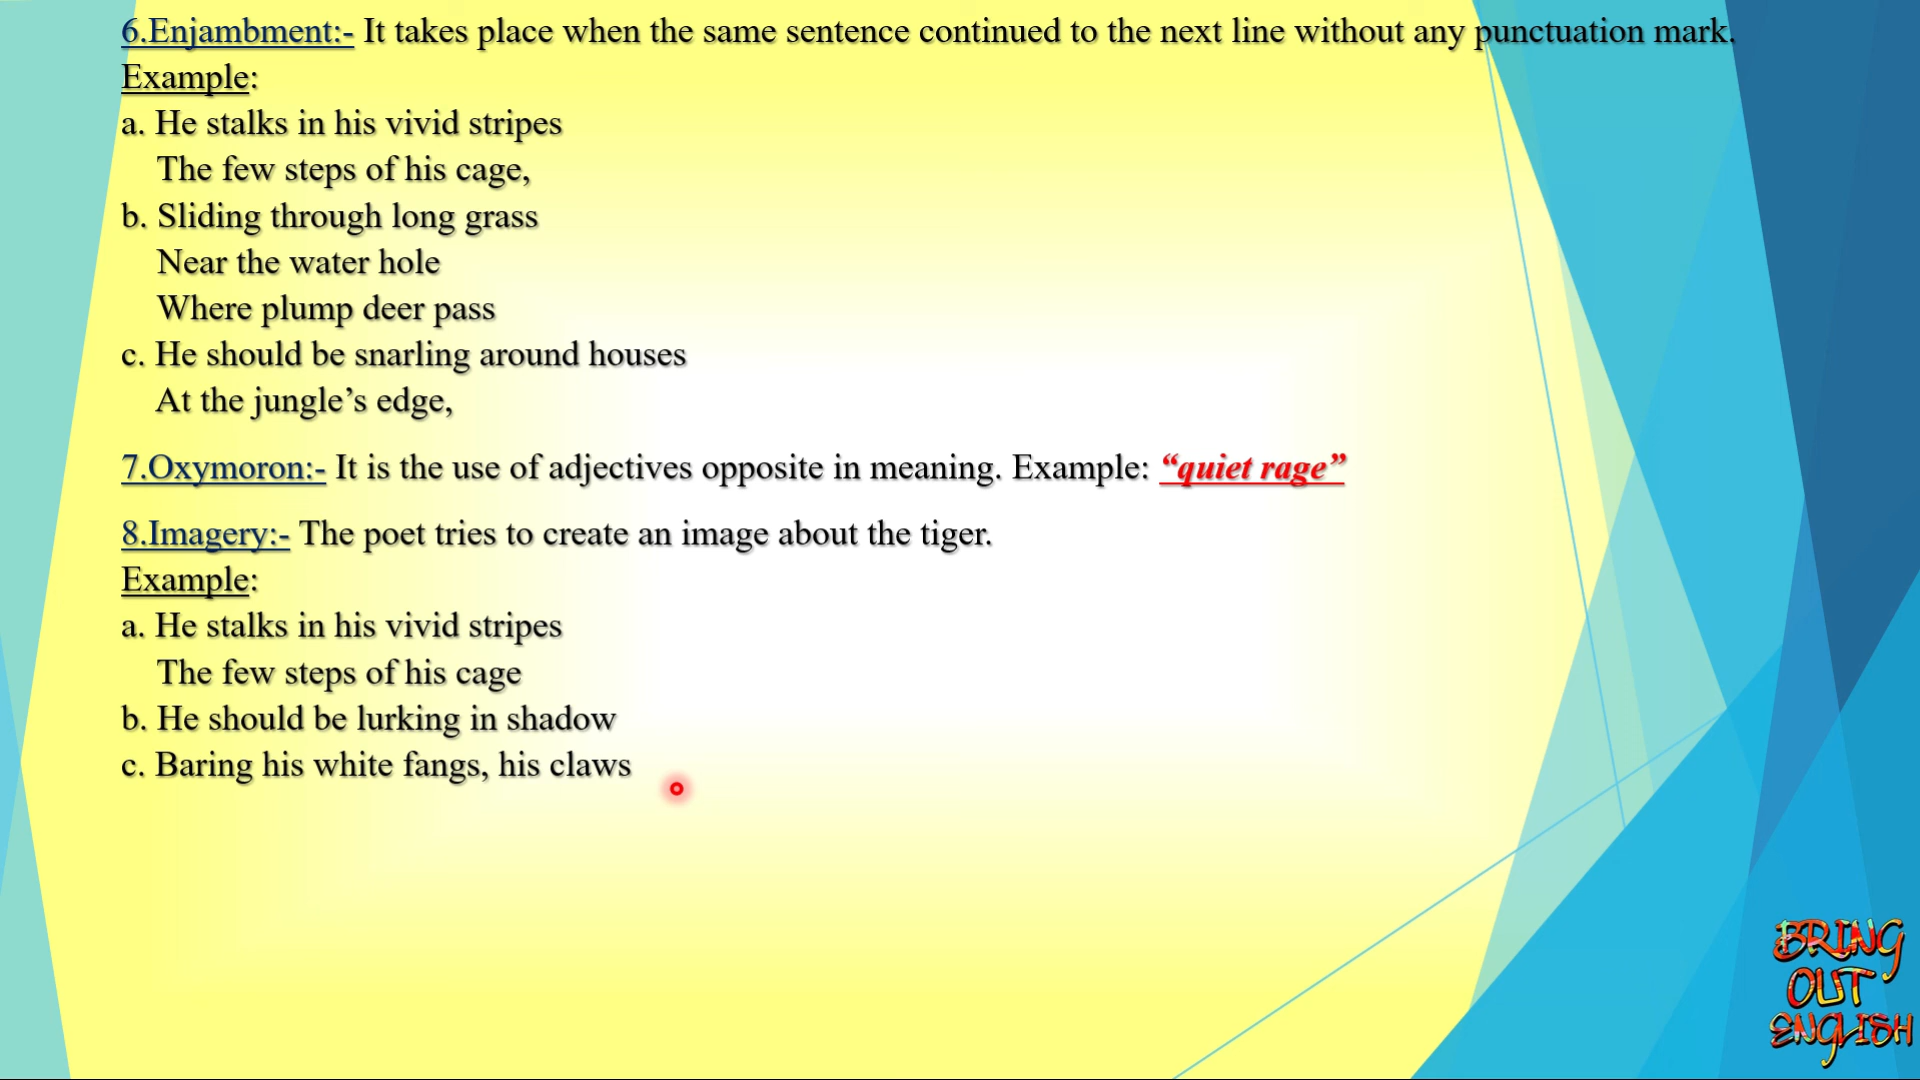 6.Enjambment:- It takes place when the same sentence continued to the next line without any punctuation mark.
Example:
a. He stalks in his vivid stripes
The few steps of his cage,
b. Sliding through long grass
Near the water hole
Where plump deer pass
c. He should be snarling around houses
At the jungle’s edge,
7.Oxymoron:- It is the use of adjectives opposite in meaning. Example: “quiet rage”
8.Imagery:- The poet tries to create an image about the tiger.
Example:
a. He stalks in his vivid stripes
The few steps of his cage
b. He should be lurking in shadow
c. Baring his white fangs, his claws
BRING
OUT
ENGLISH